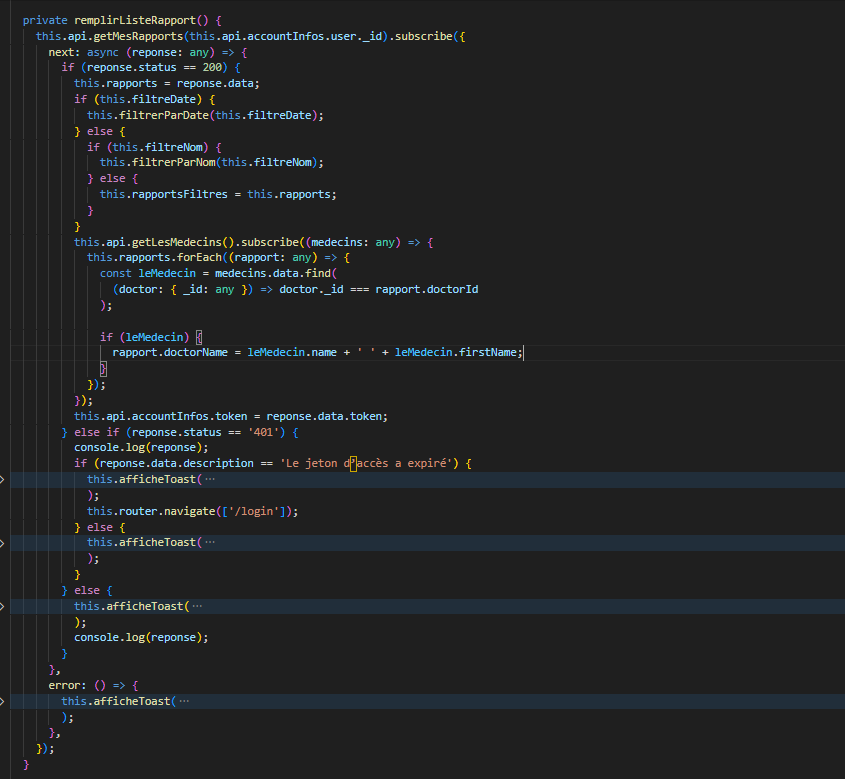 private remplirListeRapport() {
this.api.getMesRapports(this.api.accountInfos.user._id).subscribe({
next: async (reponse: any) => {
if (reponse.status == 200) {
this.rapports = reponse.data;
if (this.filtreDate) {
this.filtrerParDate(this.filtreDate);
} else {
if (this.filtreNom) {
this.filtrerParNom(this.filtreNom);
} else {
this.rapportsFiltres = this.rapports;
}
}
this.api.getLesMedecins().subscribe((medecins: any) => {
this.rapports.forEach((rapport: any) => {
const leMedecin = medecins.data.find(
(doctor: { _id: any }) => doctor._id === rapport.doctorId
);
if (leMedecin) {
rapport.doctorName = leMedecin.name + ' ' + leMedecin.firstName;
}
});
});
this.api.accountInfos.token = reponse.data.token;
} else if (reponse.status == '401') {
console.log(reponse);
if (reponse.data.description == 'Le jeton d’accès a expiré') {
this.afficheToast( ···
);
this.router.navigate(['/login']);
} else {
this.afficheToast( ···
);
}
} else {
this.afficheToast( ···
);
console.log(reponse);
}
},
error: () => {
this.afficheToast( ···
);
},
});
}